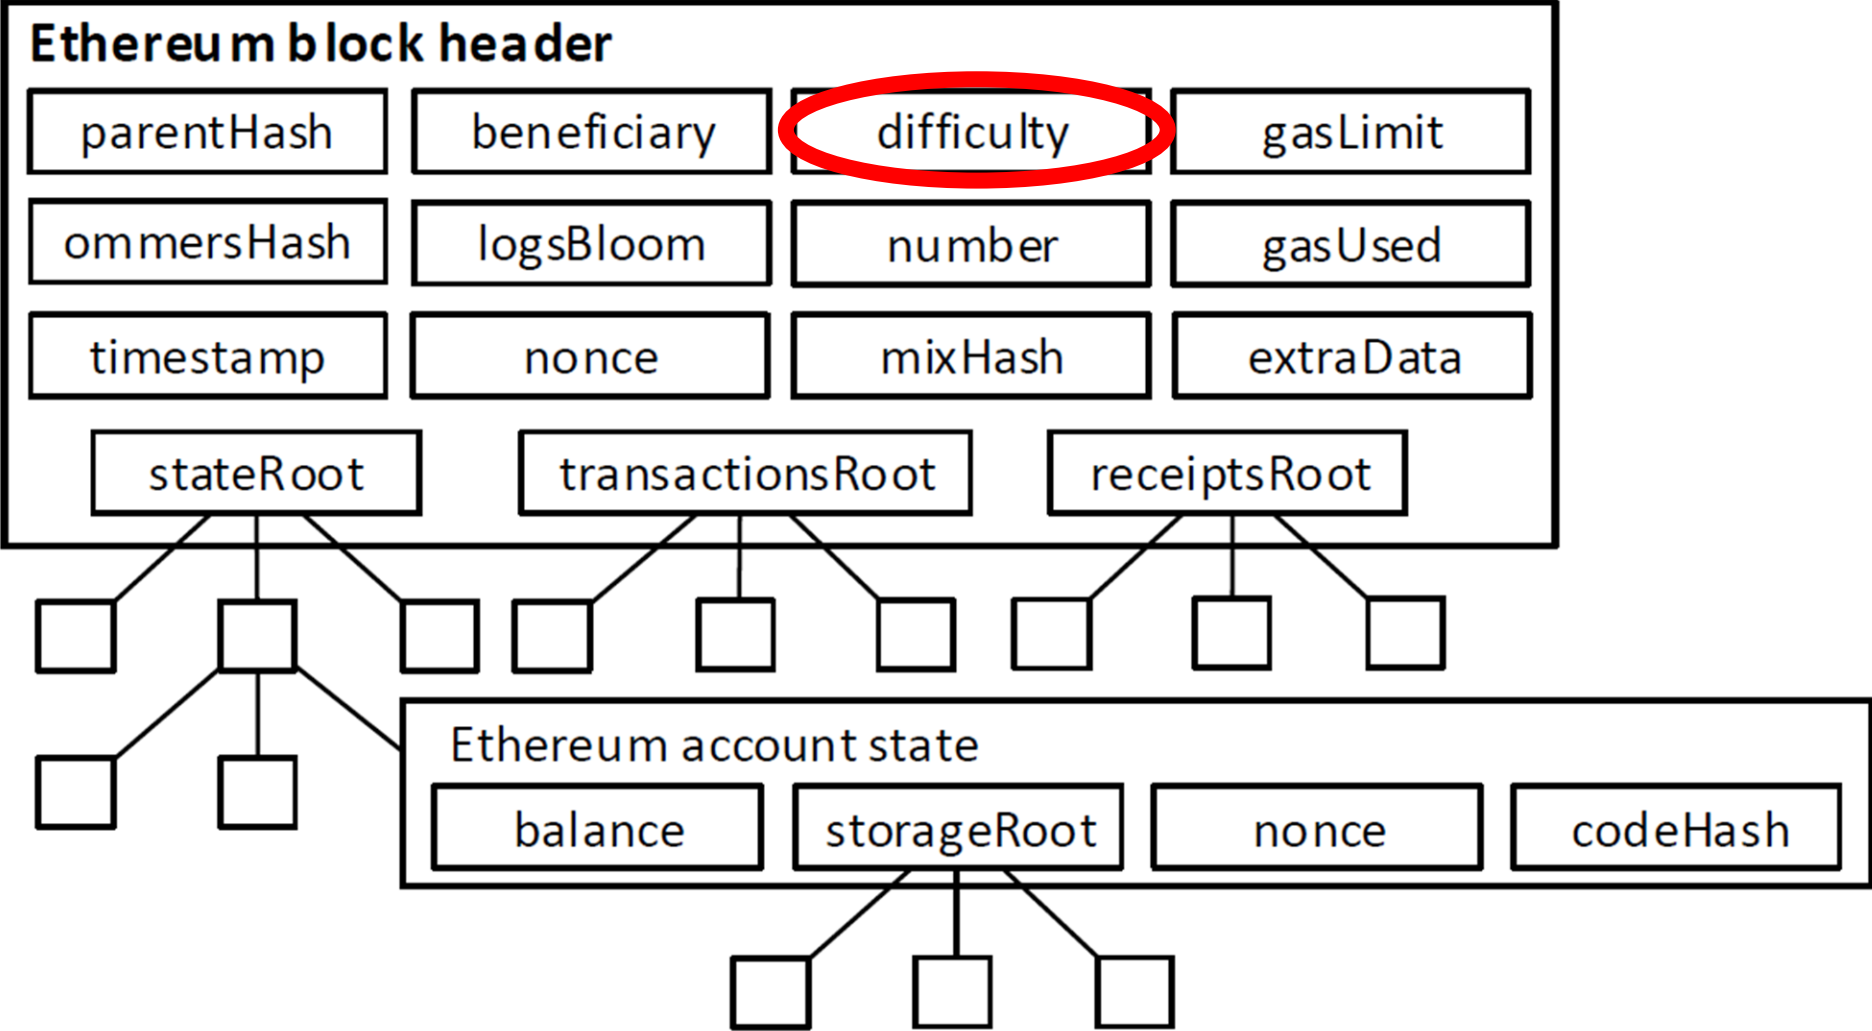 Ethereum block header
parentHash beneficiary difficulty gasLimit
ommersHash logsBloom number gasUsed
timestamp nonce mixHash extraData
stateRoot transactionsRoot receiptsRoot
Ethereum account state
balance storageRoot nonce codeHash